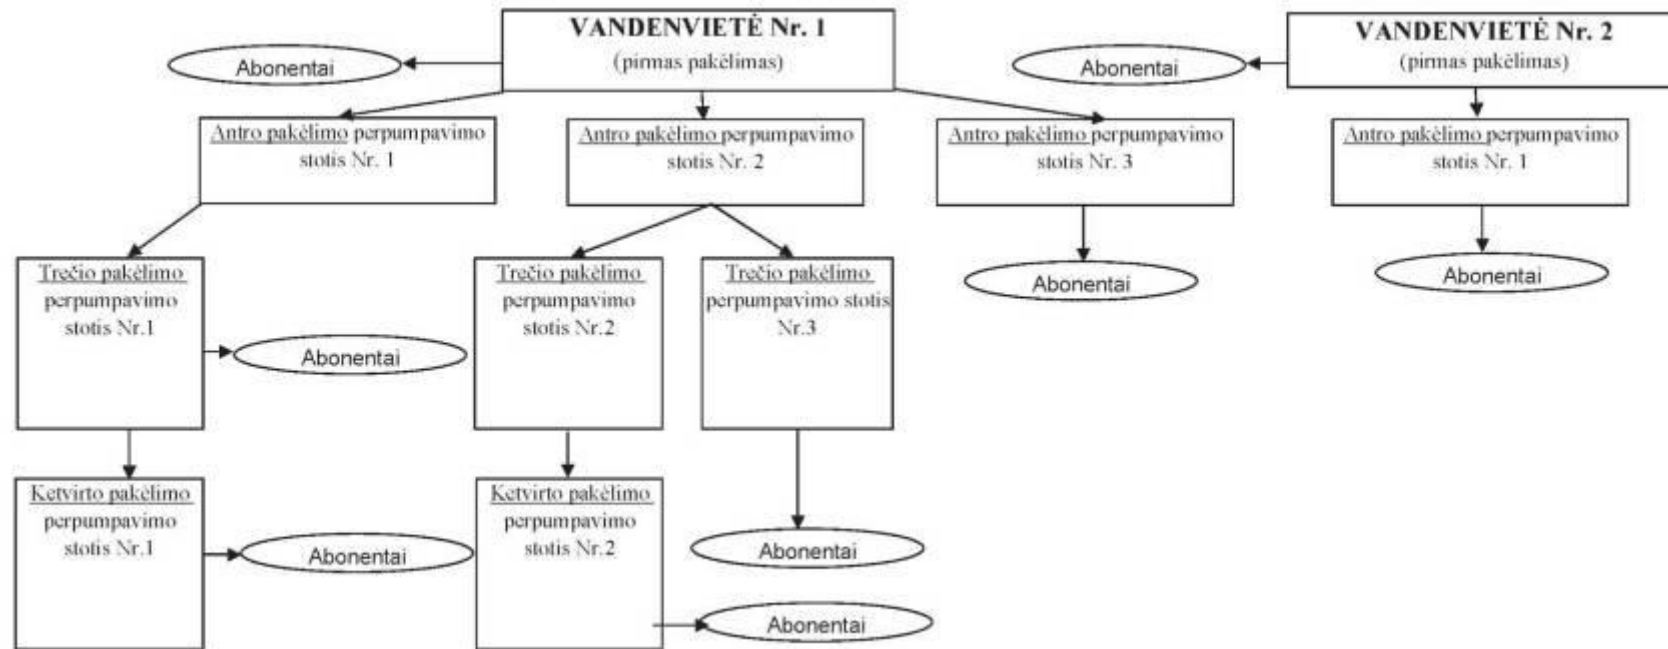 VANDENVIETĖ Nr. 1
(pirmas pakėlimas)
VANDENVIETĖ Nr. 2
(pirmas pakėlimas)
Abonentai
Abonentai
Antro pakėlimo perpumpavimo
stotis Nr. 1
Antro pakėlimo perpumpavimo
stotis Nr. 2
Antro pakėlimo perpumpavimo
stotis Nr. 3
Antro pakėlimo perpumpavimo
stotis Nr. 1
Trečio pakėlimo
perpumpavimo
stotis Nr.1
Abonentai
Trečio pakėlimo
perpumpavimo
stotis Nr.2
Trečio pakėlimo
perpumpavimo stotis
Nr.3
Abonentai
Abonentai
Ketvirto pakėlimo
perpumpavimo
stotis Nr.1
Abonentai
Ketvirto pakėlimo
perpumpavimo
stotis Nr.2
Abonentai
Abonentai